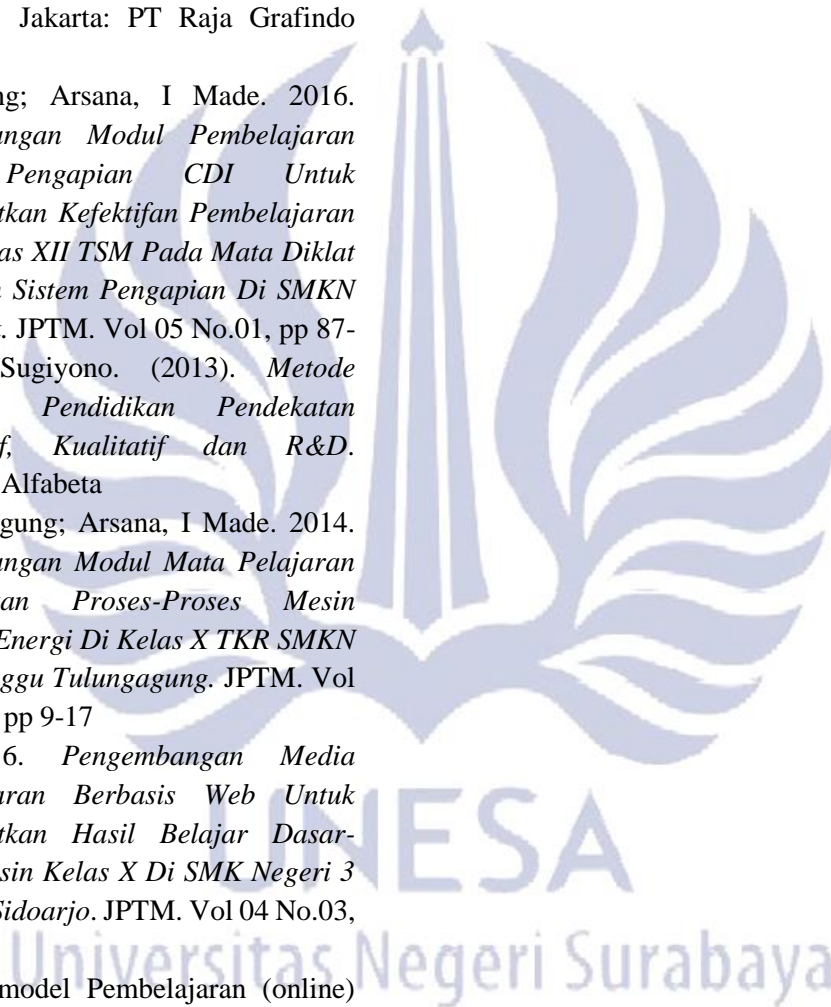 Jakarta: PT Raja Grafindo
ng; Arsana, I Made. 2016.
angan Modul Pembelajaran
Pengapian CDI Untuk
tkan Kefektifan Pembelajaran
as XII TSM Pada Mata Diklat
n Sistem Pengapian Di SMKN
t. JPTM. Vol 05 No.01, pp 87-
Sugiyono. (2013). Metode
Pendidikan Pendekatan
f, Kualitatif dan R&D.
Alfabeta
gung; Arsana, I Made. 2014.
angan Modul Mata Pelajaran
an Proses-Proses Mesin
Energi Di Kelas X TKR SMKN
ggu Tulungagung. JPTM. Vol
pp 9-17
6. Pengembangan Media
aran Berbasis Web Untuk
tkan Hasil Belajar Dasar-
sin Kelas X Di SMK Negeri 3
Sidoarjo. JPTM. Vol 04 No.03,
model Pembelajaran (online)
UNESA
Universitas Negeri Surabaya